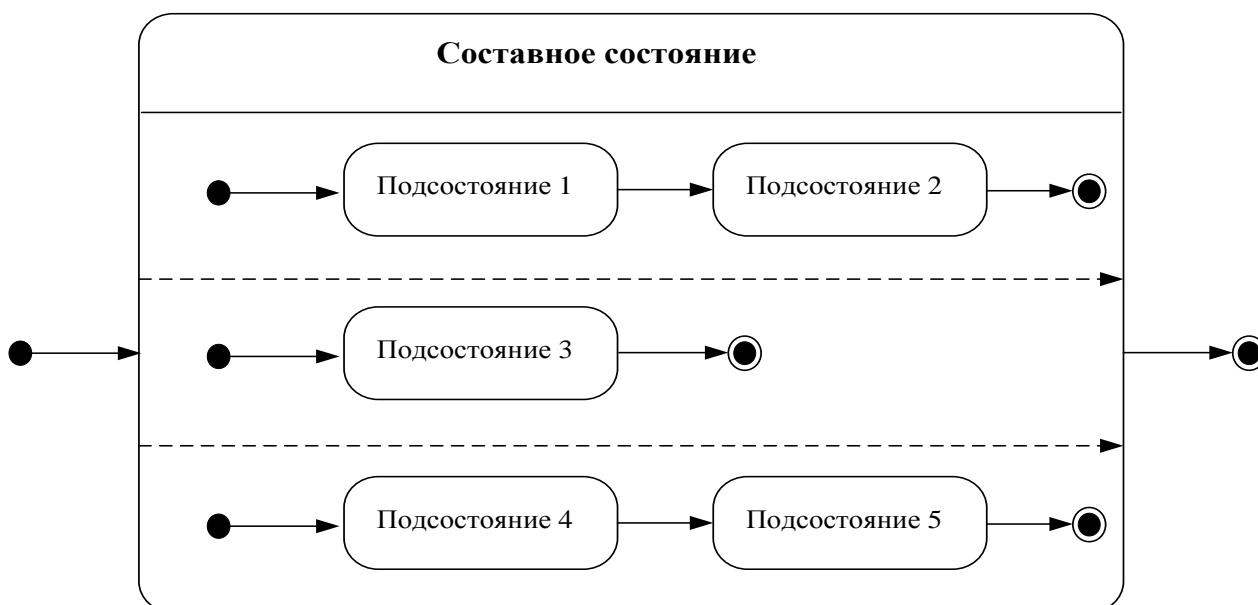 Составное состояние
Подсостояние 1
Подсостояние 2
Подсостояние 3
Подсостояние 4
Подсостояние 5